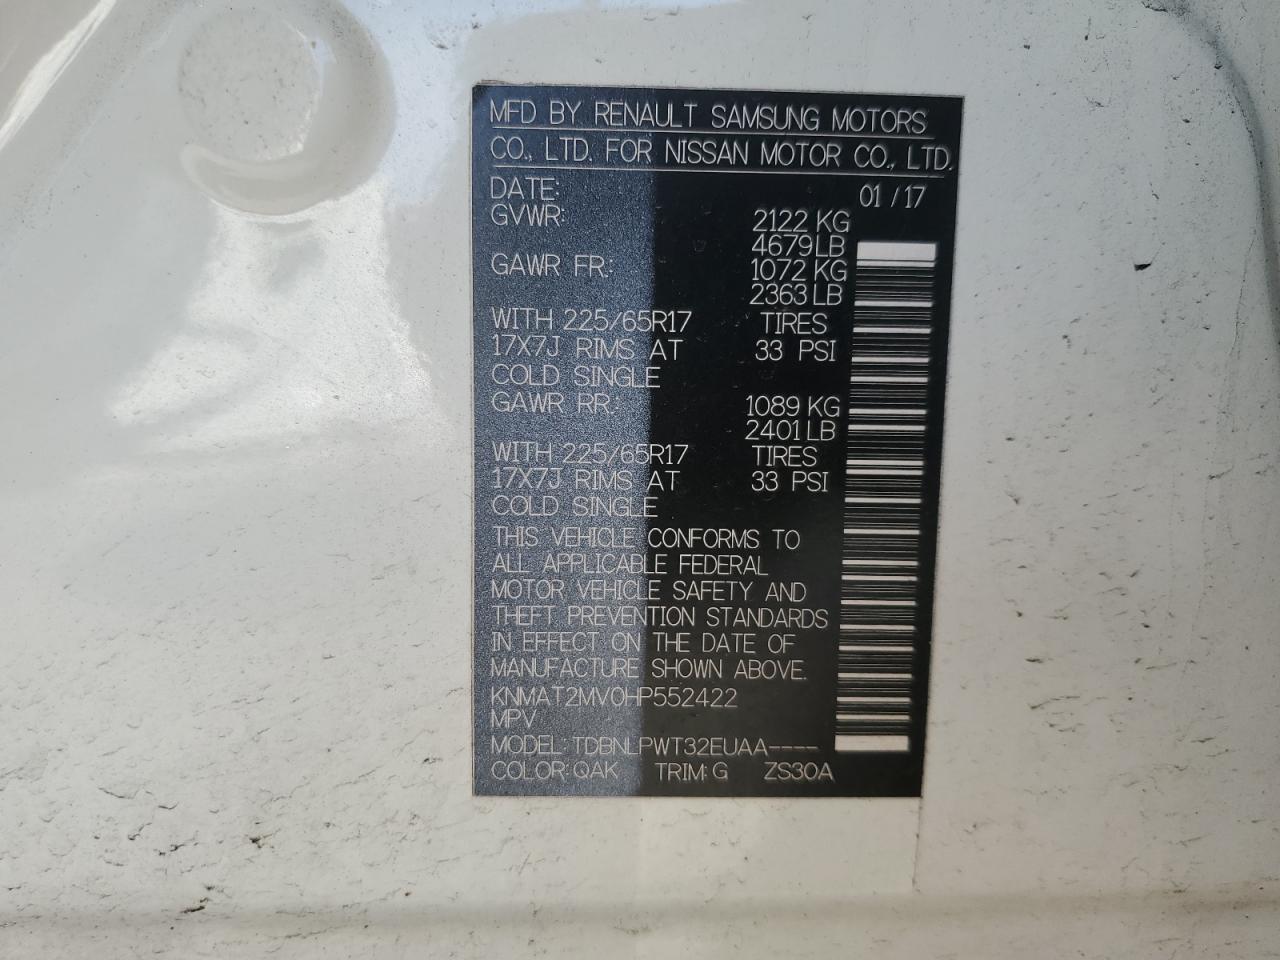 MFD BY RENAULT SAMSUNG MOTORS
CO., LTD. FOR NISSAN MOTOR CO., LTD.
DATE: 01 / 17
GVWR: 2122 KG
4679 LB
GAWR FR.: 1072 KG
2363 LB
WITH 225/65R17 TIRES
17X7J RIMS AT 33 PSI
COLD SINGLE
GAWR RR.: 1089 KG
2401 LB
WITH 225/65R17 TIRES
17X7J RIMS AT 33 PSI
COLD SINGLE
THIS VEHICLE CONFORMS TO
ALL APPLICABLE FEDERAL
MOTOR VEHICLE SAFETY AND
THEFT PREVENTION STANDARDS
IN EFFECT ON THE DATE OF
MANUFACTURE SHOWN ABOVE.
KNMAT2MV0HP552422
MPV
MODEL: TDBNLPWT32EUAA----
COLOR: QAK TRIM: G ZS30A